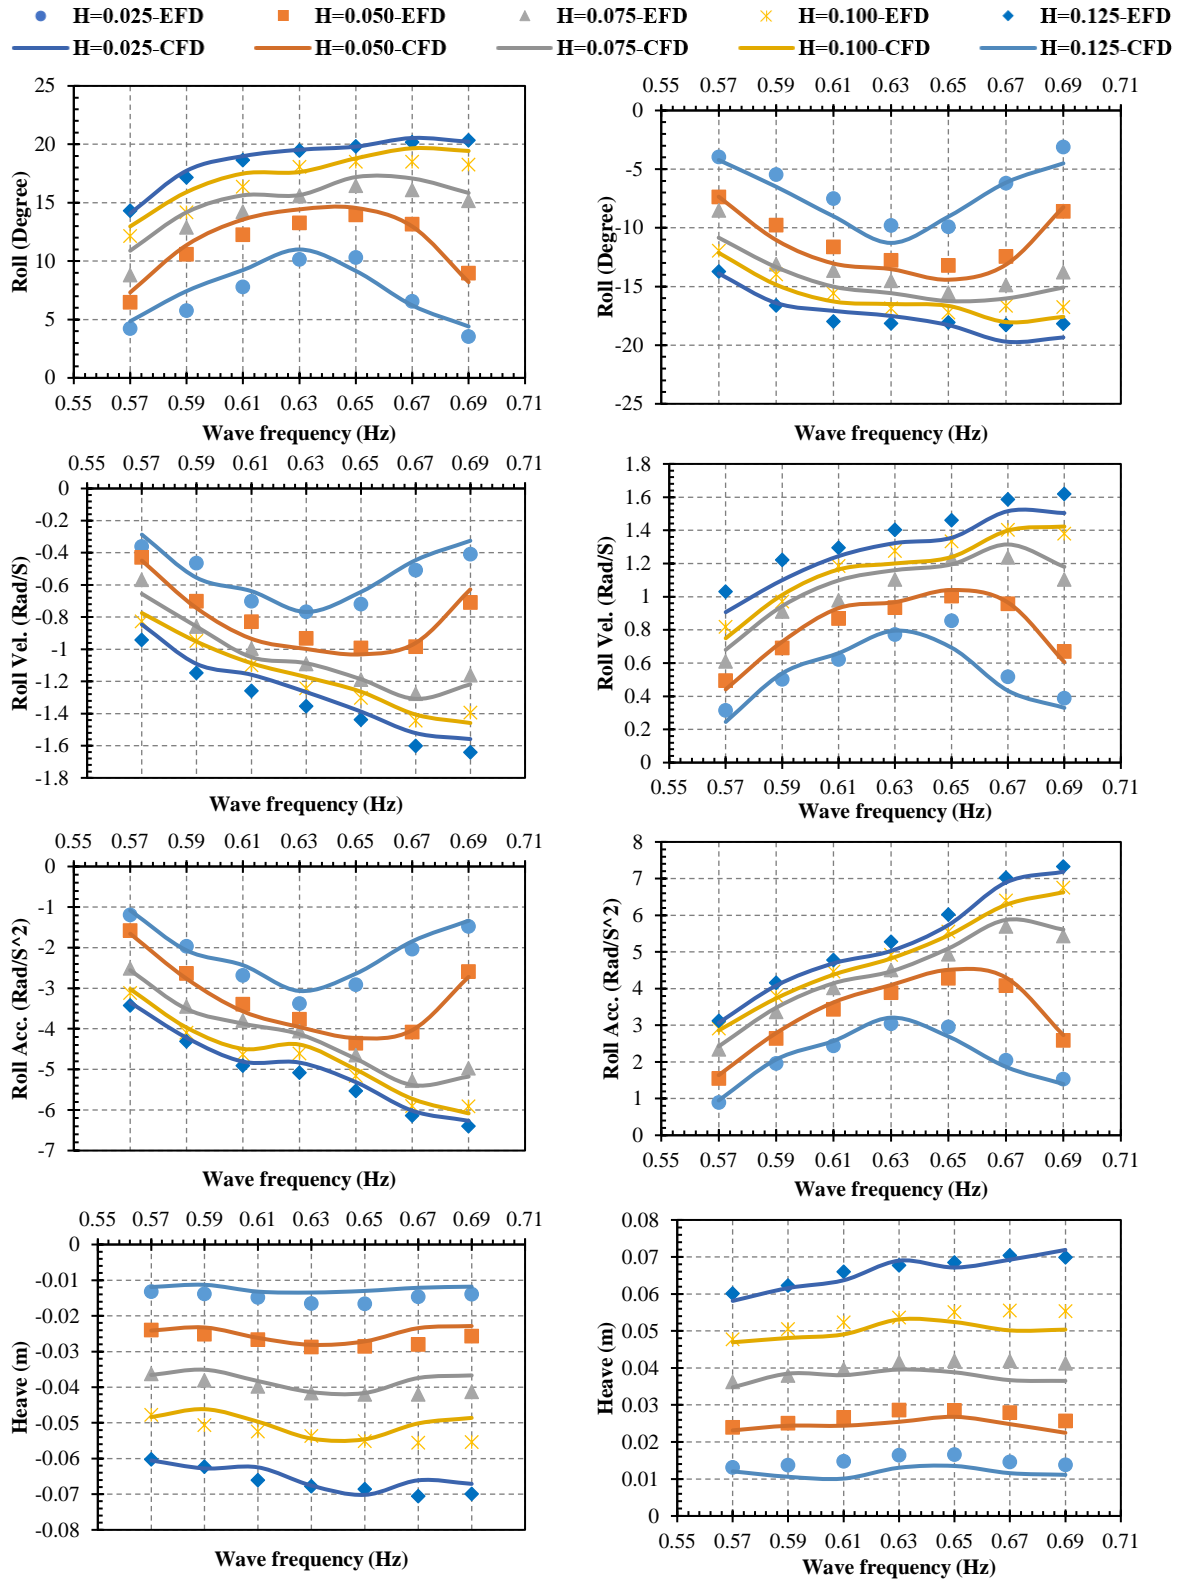 H=0.025-EFD H=0.050-EFD H=0.075-EFD H=0.100-EFD H=0.125-EFD
H=0.025-CFD H=0.050-CFD H=0.075-CFD H=0.100-CFD H=0.125-CFD
25
20
15
10
5
0
0.55 0.57 0.59 0.61 0.63 0.65 0.67 0.69 0.71
Roll (Degree)
Wave frequency (Hz)
0.55 0.57 0.59 0.61 0.63 0.65 0.67 0.69 0.71
0
-5
-10
-15
-20
-25
Roll (Degree)
Wave frequency (Hz)
0.55 0.57 0.59 0.61 0.63 0.65 0.67 0.69 0.71
0
-0.2
-0.4
-0.6
-0.8
-1
-1.2
-1.4
-1.6
-1.8
Roll Vel. (Rad/S)
Wave frequency (Hz)
1.8
1.6
1.4
1.2
1
0.8
0.6
0.4
0.2
0
0.55 0.57 0.59 0.61 0.63 0.65 0.67 0.69 0.71
Roll Vel. (Rad/S)
Wave frequency (Hz)
0.55 0.57 0.59 0.61 0.63 0.65 0.67 0.69 0.71
0
-1
-2
-3
-4
-5
-6
-7
Roll Acc. (Rad/S^2)
Wave frequency (Hz)
8
7
6
5
4
3
2
1
0
0.55 0.57 0.59 0.61 0.63 0.65 0.67 0.69 0.71
Roll Acc. (Rad/S^2)
Wave frequency (Hz)
0.55 0.57 0.59 0.61 0.63 0.65 0.67 0.69 0.71
0
-0.01
-0.02
-0.03
-0.04
-0.05
-0.06
-0.07
-0.08
Heave (m)
Wave frequency (Hz)
0.08
0.07
0.06
0.05
0.04
0.03
0.02
0.01
0
0.55 0.57 0.59 0.61 0.63 0.65 0.67 0.69 0.71
Heave (m)
Wave frequency (Hz)